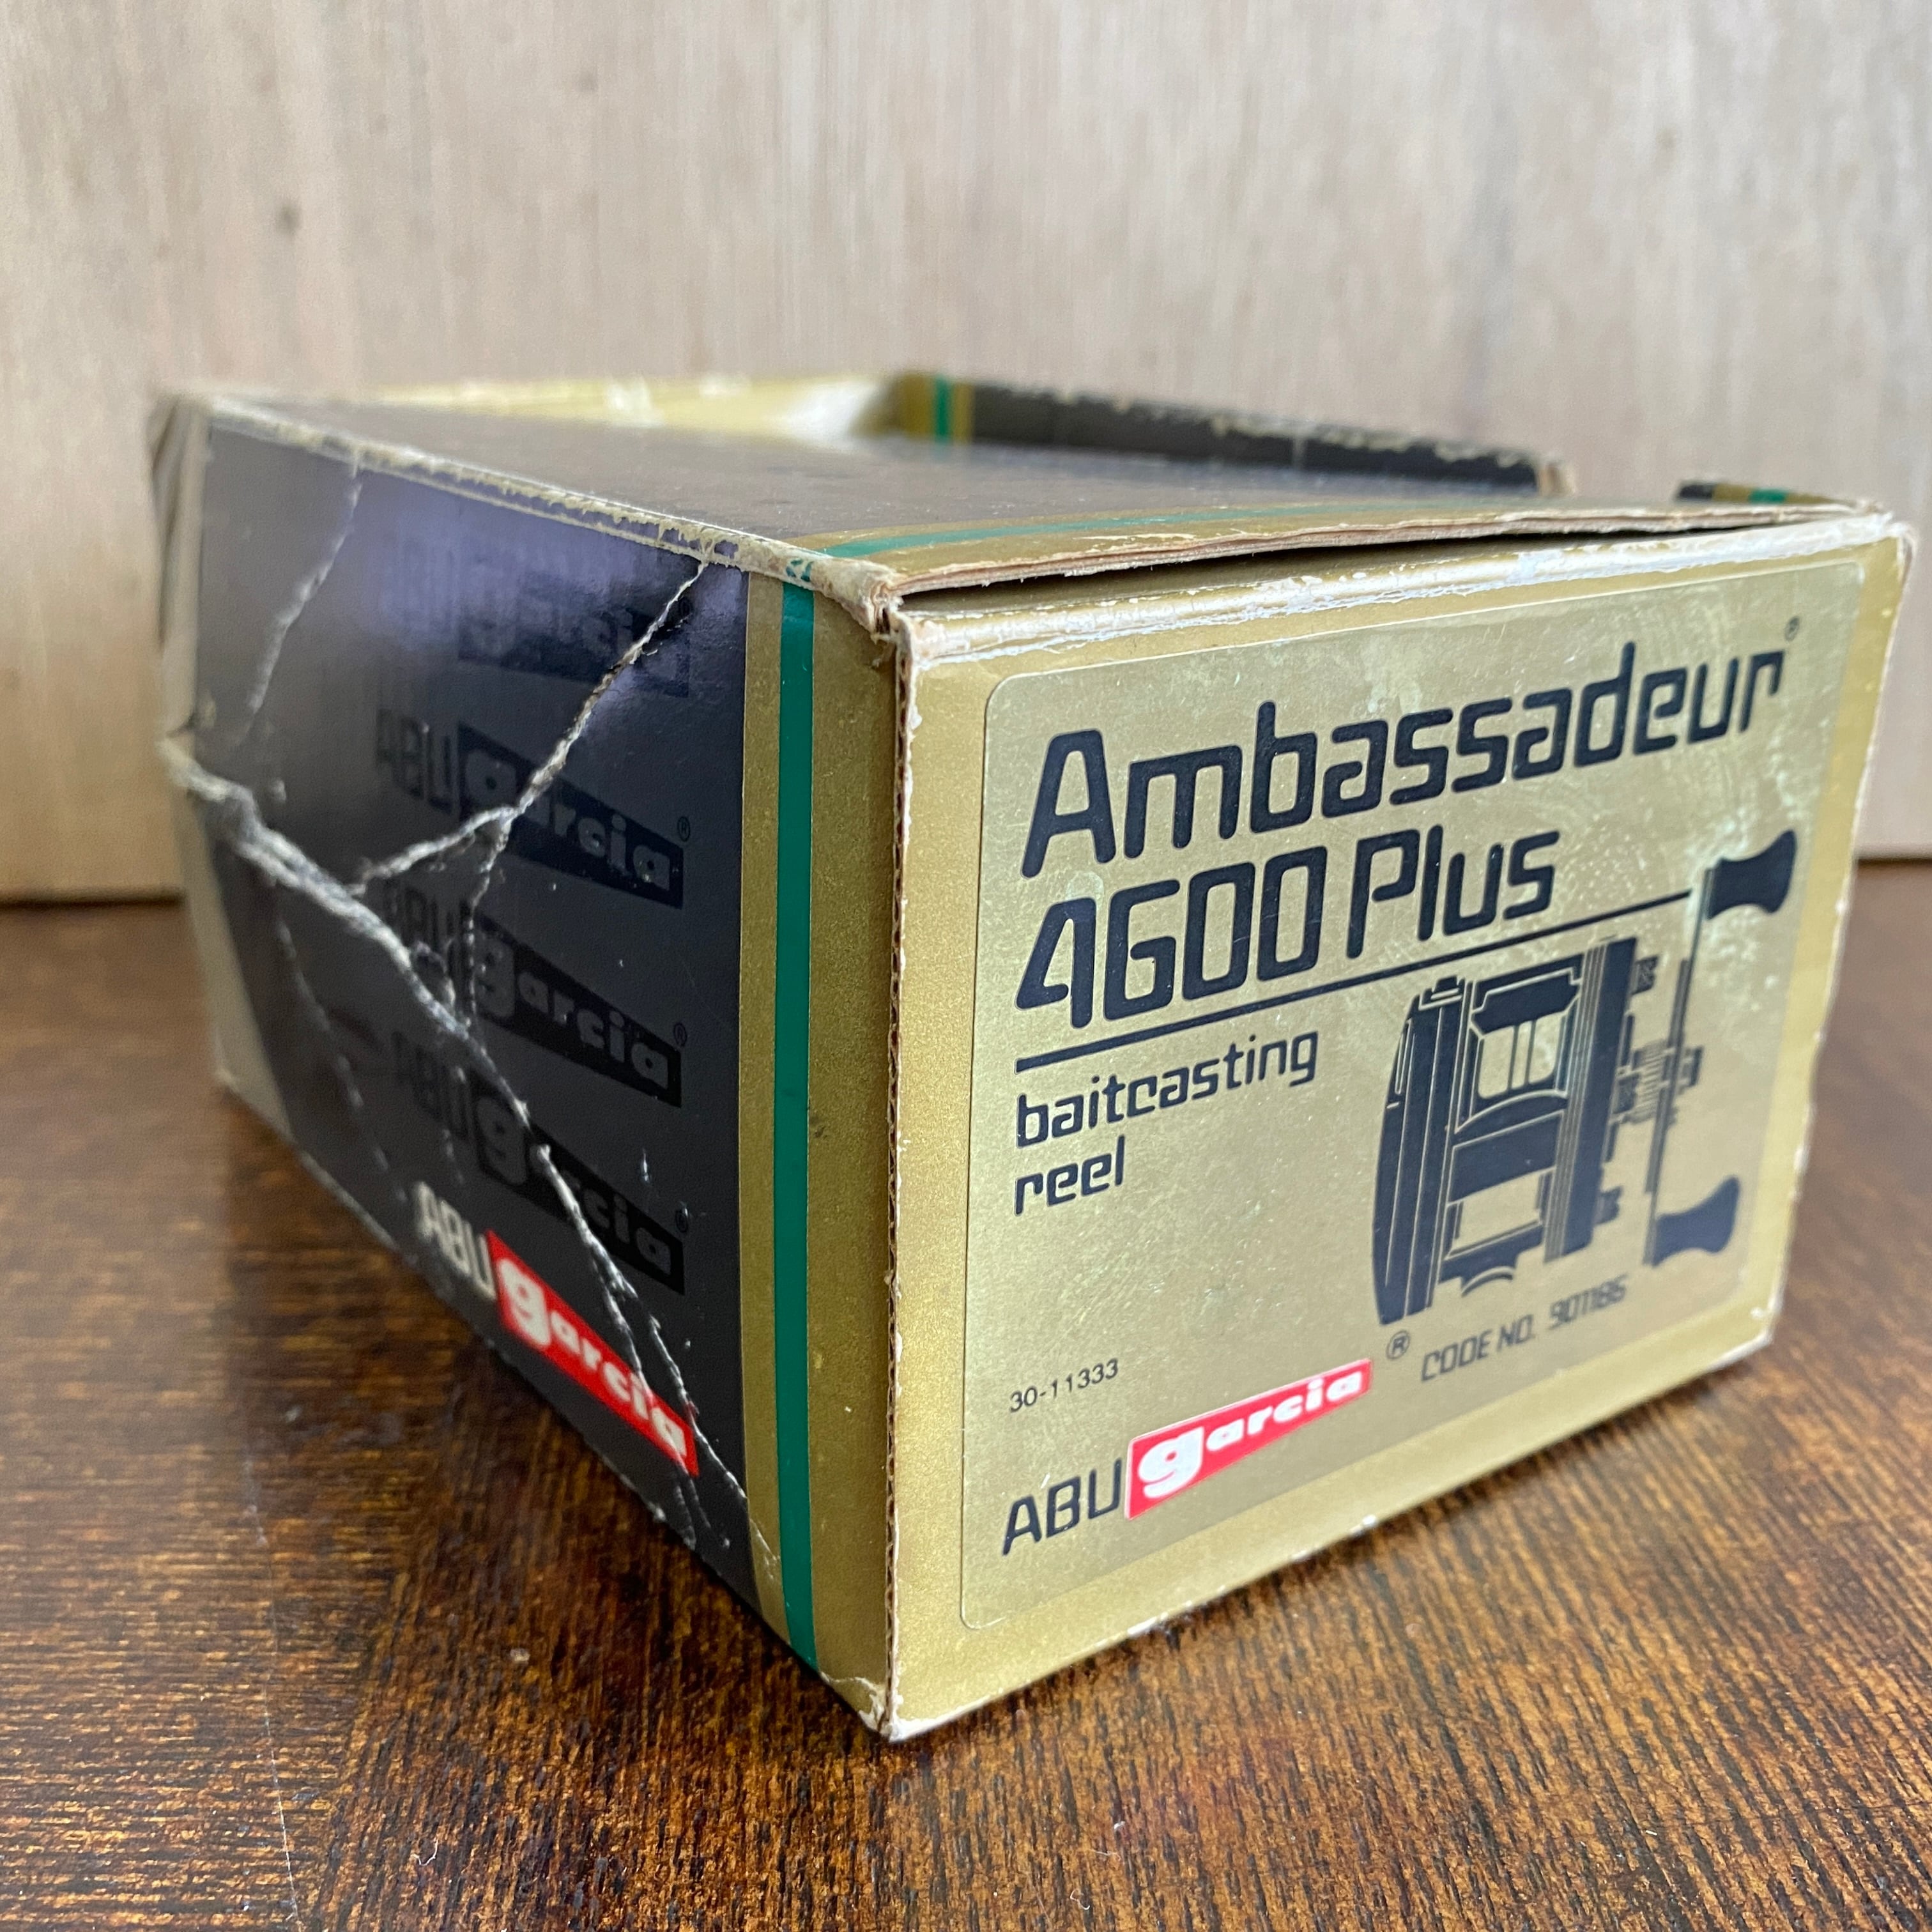 ABU garcia ®
ABU garcia ®
ABU garcia ®
ABU garcia
Ambassadeur®
4600 Plus
baitcasting
reel
30-11333
ABU garcia ® CODE NO. 901186